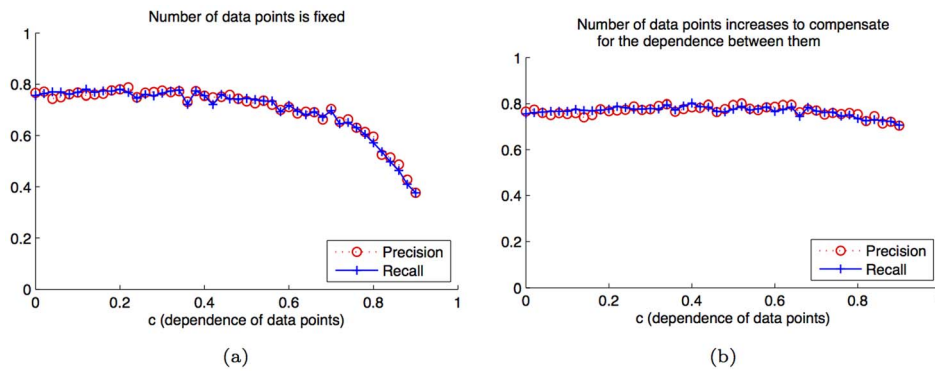 Number of data points is fixed
1
0.8
0.6
0.4
0.2
0
0 0.2 0.4 0.6 0.8 1
c (dependence of data points)
Precision
Recall
(a)
Number of data points increases to compensate
for the dependence between them
1
0.8
0.6
0.4
0.2
0
0 0.2 0.4 0.6 0.8
c (dependence of data points)
Precision
Recall
(b)